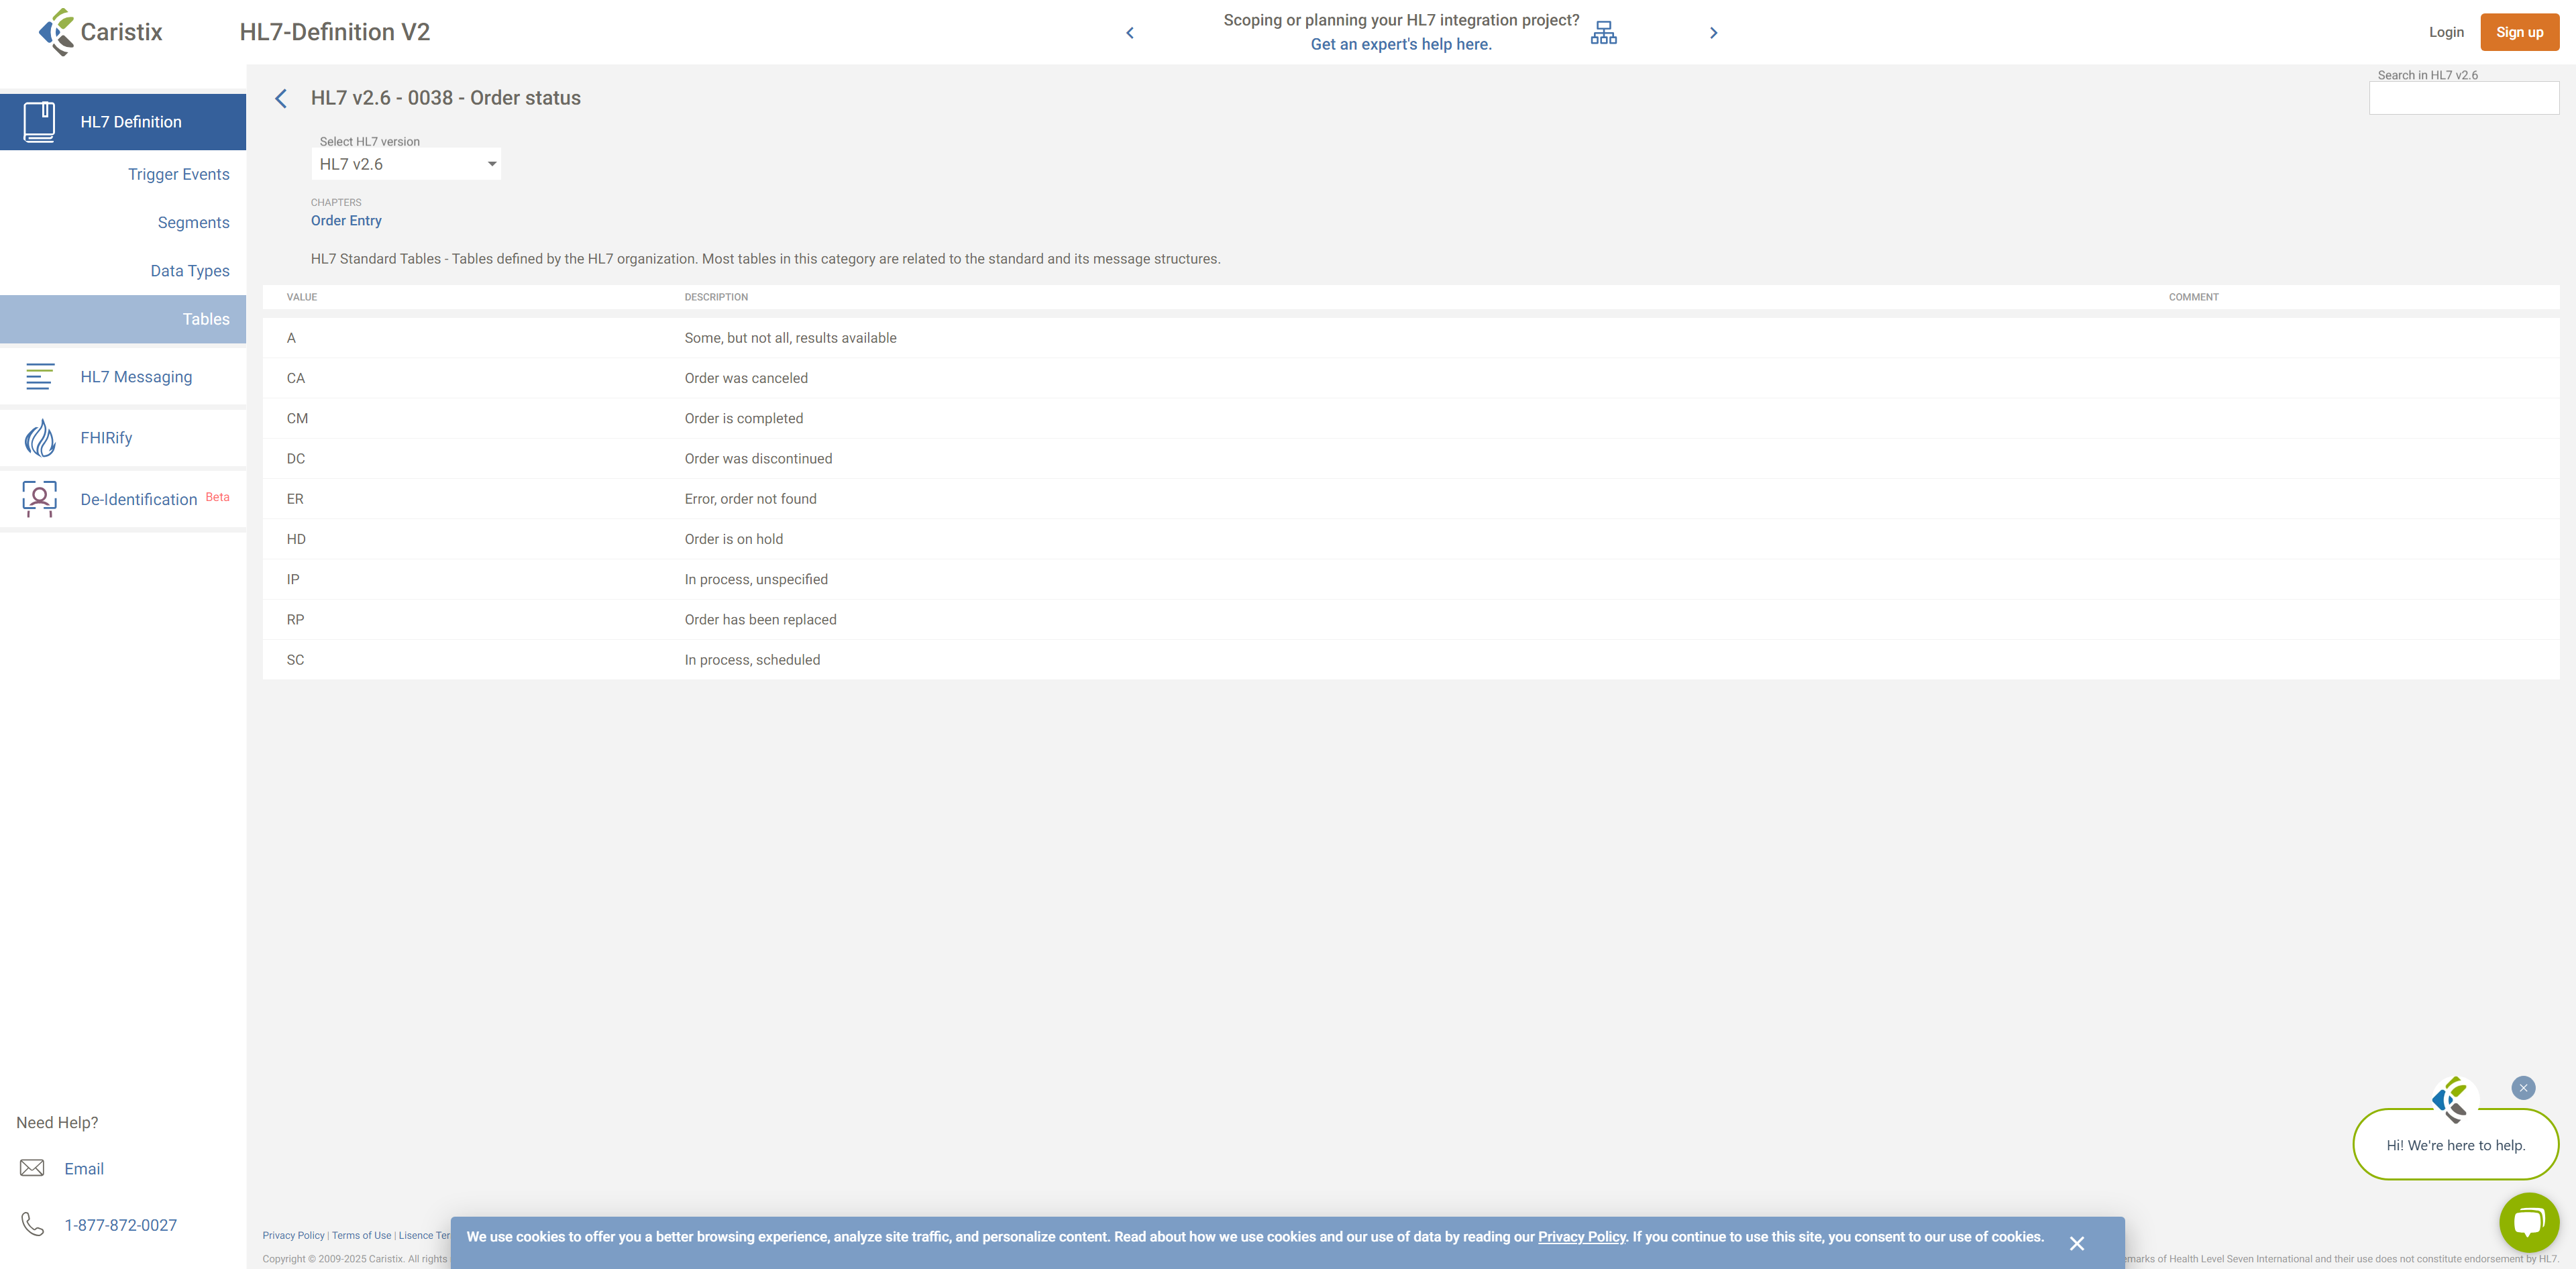 Caristix
HL7-Definition V2
Scoping or planning your HL7 integration project?
Get an expert's help here.
Login
Sign up
HL7 Definition
Trigger Events
Segments
Data Types
Tables
HL7 Messaging
FHIRify
De-Identification Beta
Need Help?
Email
1-877-872-0027
HL7 v2.6 - 0038 - Order status
Search in HL7 v2.6
Select HL7 version
HL7 v2.6
CHAPTERS
Order Entry
HL7 Standard Tables - Tables defined by the HL7 organization. Most tables in this category are related to the standard and its message structures.
VALUE DESCRIPTION COMMENT
A Some, but not all, results available
CA Order was canceled
CM Order is completed
DC Order was discontinued
ER Error, order not found
HD Order is on hold
IP In process, unspecified
RP Order has been replaced
SC In process, scheduled
Hi! We're here to help.
Privacy Policy | Terms of Use | Lisence
Copyright © 2009-2025 Caristix. All rights
We use cookies to offer you a better browsing experience, analyze site traffic, and personalize content. Read about how we use cookies and our use of data by reading our Privacy Policy. If you continue to use this site, you consent to our use of cookies.
of Health Level Seven International and their use does not constitute endorsement by HL7.